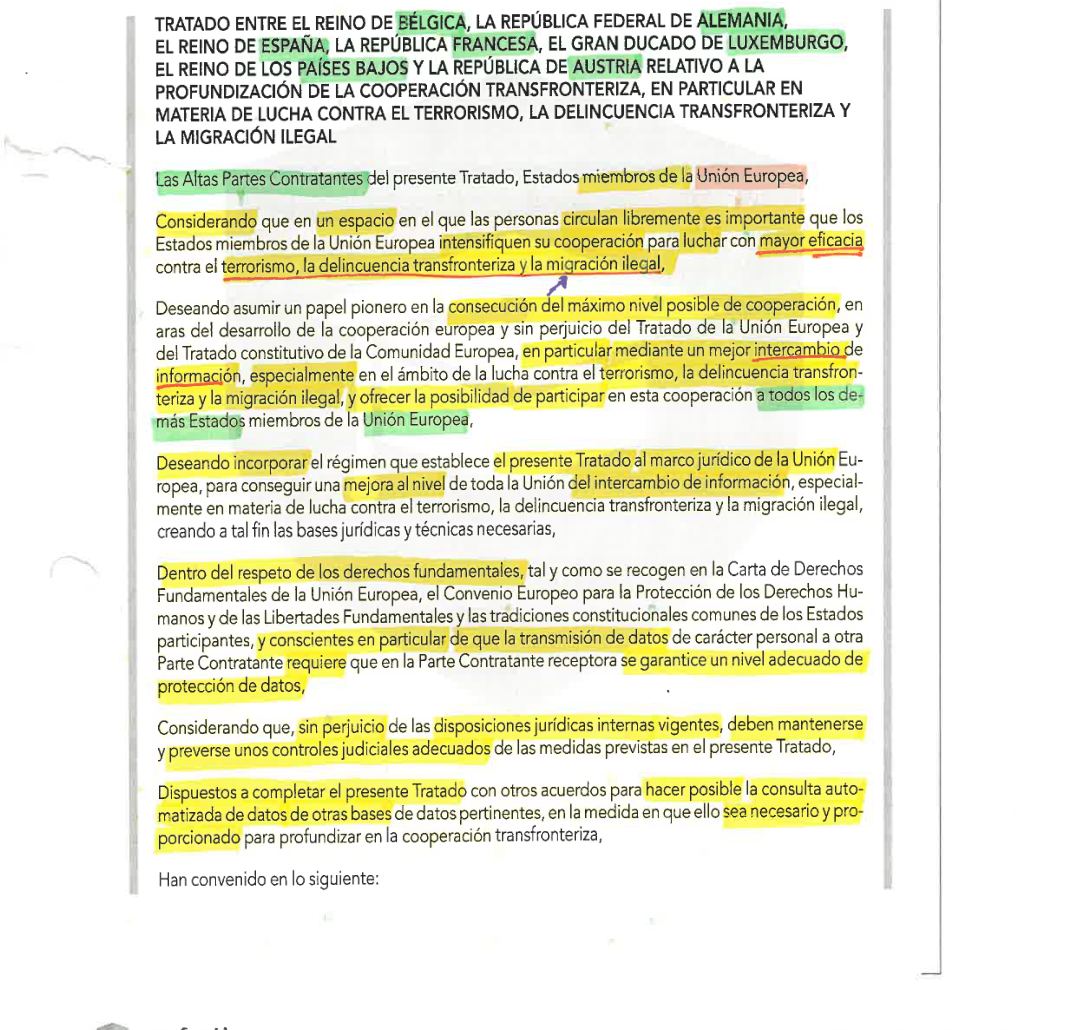 TRATADO ENTRE EL REINO DE BÉLGICA, LA REPÚBLICA FEDERAL DE ALEMANIA,
EL REINO DE ESPAÑA, LA REPÚBLICA FRANCESA, EL GRAN DUCADO DE LUXEMBURGO,
EL REINO DE LOS PAÍSES BAJOS Y LA REPÚBLICA DE AUSTRIA RELATIVO A LA
PROFUNDIZACIÓN DE LA COOPERACIÓN TRANSFRONTERIZA, EN PARTICULAR EN
MATERIA DE LUCHA CONTRA EL TERRORISMO, LA DELINCUENCIA TRANSFRONTERIZA Y
LA MIGRACIÓN ILEGAL
Las Altas Partes Contratantes del presente Tratado, Estados miembros de la Unión Europea,
Considerando que en un espacio en el que las personas circulan libremente es importante que los
Estados miembros de la Unión Europea intensifiquen su cooperación para luchar con mayor eficacia
contra el terrorismo, la delincuencia transfronteriza y la migración ilegal,
Deseando asumir un papel pionero en la consecución del máximo nivel posible de cooperación, en
aras del desarrollo de la cooperación europea y sin perjuicio del Tratado de la Unión Europea y
del Tratado constitutivo de la Comunidad Europea, en particular mediante un mejor intercambio de
información, especialmente en el ámbito de la lucha contra el terrorismo, la delincuencia transfron-
teriza y la migración ilegal, y ofrecer la posibilidad de participar en esta cooperación a todos los de-
más Estados miembros de la Unión Europea,
Deseando incorporar el régimen que establece el presente Tratado al marco jurídico de la Unión Eu-
ropea, para conseguir una mejora al nivel de toda la Unión del intercambio de información, especial-
mente en materia de lucha contra el terrorismo, la delincuencia transfronteriza y la migración ilegal,
creando a tal fin las bases jurídicas y técnicas necesarias,
Dentro del respeto de los derechos fundamentales, tal y como se recogen en la Carta de Derechos
Fundamentales de la Unión Europea, el Convenio Europeo para la Protección de los Derechos Hu-
manos y de las Libertades Fundamentales y las tradiciones constitucionales comunes de los Estados
participantes, y conscientes en particular de que la transmisión de datos de carácter personal a otra
Parte Contratante requiere que en la Parte Contratante receptora se garantice un nivel adecuado de
protección de datos,
Considerando que, sin perjuicio de las disposiciones jurídicas internas vigentes, deben mantenerse
y preverse unos controles judiciales adecuados de las medidas previstas en el presente Tratado,
Dispuestos a completar el presente Tratado con otros acuerdos para hacer posible la consulta auto-
matizada de datos de otras bases de datos pertinentes, en la medida en que ello sea necesario y pro-
porcionado para profundizar en la cooperación transfronteriza,
Han convenido en lo siguiente: